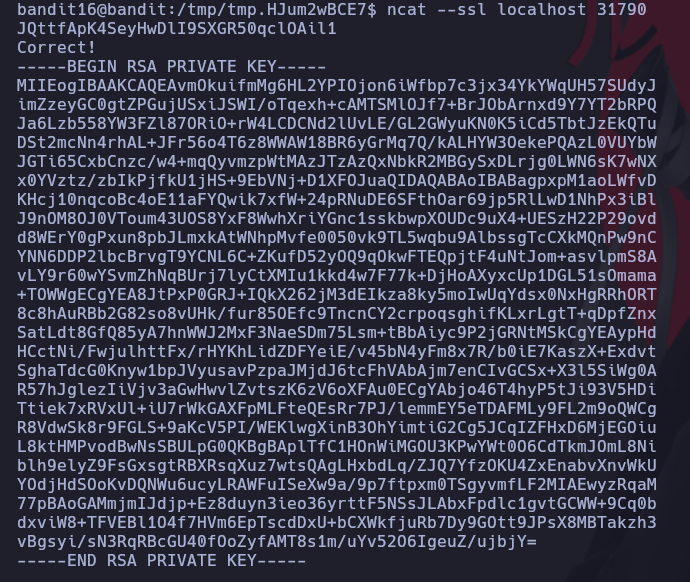 bandit16@bandit:/tmp/tmp.HJum2wBCE7$ ncat --ssl localhost 31790
JQttfApK4SeyHwDlI9SXGR50qclOAil1
Correct!
-----BEGIN RSA PRIVATE KEY-----
MIIEogIBAAKCAQEAvmOkuifmMg6HL2YPIOjon6iWfbp7c3jx34YkYWqUH57SUdyJ
imZzeyGC0gtZPGujUSxiJSWI/oTqexh+cAMTSMlOJf7+BrJObArnxd9Y7YT2bRPQ
Ja6Lzb558YW3FZl87ORiO+rW4LCDCNd2lUvLE/GL2GWyuKN0K5iCd5TbtJzEkQTu
DSt2mcNn4rhAL+JFr56o4T6z8WWAW18BR6yGrMq7Q/kALHYW3OekePQAzL0VUYbW
JGTi65CxbCnzc/w4+mqQyvmzpWtMAzJTzAzQxNbkR2MBGySxDLrjg0LWN6sK7wNX
x0YVztz/zbIkPjfkU1jHS+9EbVNj+D1XFOJuaQIDAQABAoIBABagpxpM1aoLWfvD
KHcj10nqcoBc4oE11aFYQwik7xfW+24pRNuDE6SFthOar69jp5RlLwD1NhPx3iBl
J9nOM8OJ0VToum43UOS8YxF8WwhXriYGnc1sskbwpXOUDc9uX4+UESzH22P29ovd
d8WErY0gPxun8pbJLmxkAtWNhpMvfe0050vk9TL5wqbu9AlbssgTcCXkMQnPw9nC
YNN6DDP2lbcBrvgT9YCNL6C+ZKufD52yOQ9qOkwFTEQpjtF4uNtJom+asvlpmS8A
vLY9r60wYSvmZhNqBUrj7lyCtXMIu1kkd4w7F77k+DjHoAXyxcUp1DGL51sOmama
+TOWWgECgYEA8JtPxP0GRJ+IQkX262jM3dEIkza8ky5moIwUqYdsx0NxHgRRhORT
8c8hAuRBb2G82so8vUHk/fur85OEfc9TncnCY2crpoqsghifKLxrLgtT+qDpfZnx
SatLdt8GfQ85yA7hnWWJ2MxF3NaeSDm75Lsm+tBbAiyc9P2jGRNtMSkCgYEAypHd
HCctNi/FwjulhttFx/rHYKhLidZDFYeiE/v45bN4yFm8x7R/b0iE7KaszX+Exdvt
SghaTdcG0Knyw1bpJVyusavPzpaJMjdJ6tcFhVAbAjm7enCIvGCSx+X3l5SiWg0A
R57hJglezIiVjv3aGwHwvlZvtszK6zV6oXFAu0ECgYAbjo46T4hyP5tJi93V5HDi
Ttiek7xRVxUl+iU7rWkGAXFpMLFteQEsRr7PJ/lemmEY5eTDAFMLy9FL2m9oQWCg
R8VdwSk8r9FGLS+9aKcV5PI/WEKlwgXinB3OhYimtiG2Cg5JCqIZFHxD6MjEGOiu
L8ktHMPvodBwNsSBULpG0QKBgBAplTfC1HOnWiMGOU3KPwYWt0O6CdTkmJOmL8Ni
blh9elyZ9FsGxsgtRBXRsqXuz7wtsQAgLHxbdLq/ZJQ7YfzOKU4ZxEnabvXnvWkU
YOdjHdSOoKvDQNWu6ucyLRAWFuISeXw9a/9p7ftpxm0TSgyvmfLF2MIAEwyzRqaM
77pBAoGAMmjmIJdjp+Ez8duyn3ieo36yrttF5NSsJLAbxFpdlc1gvtGCWW+9Cq0b
dxviW8+TFVEBl1O4f7HVm6EpTscdDxU+bCXWkfjuRb7Dy9GOtt9JPsX8MBTakzh3
vBgsyi/sN3RqRBcGU40fOoZyfAMT8s1m/uYv52O6IgeuZ/ujbjY=
-----END RSA PRIVATE KEY-----